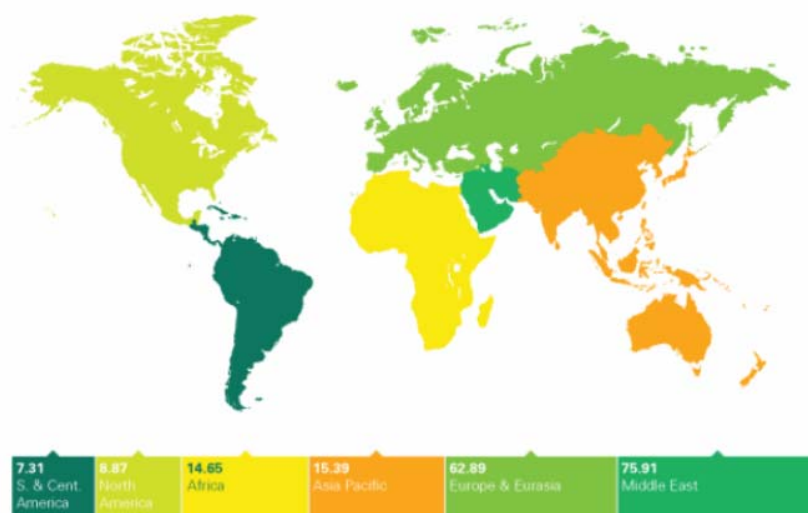 7.31
S. & Cent.
America
8.87
North
America
14.65
Africa
15.39
Asia Pacific
62.89
Europe & Eurasia
75.91
Middle East